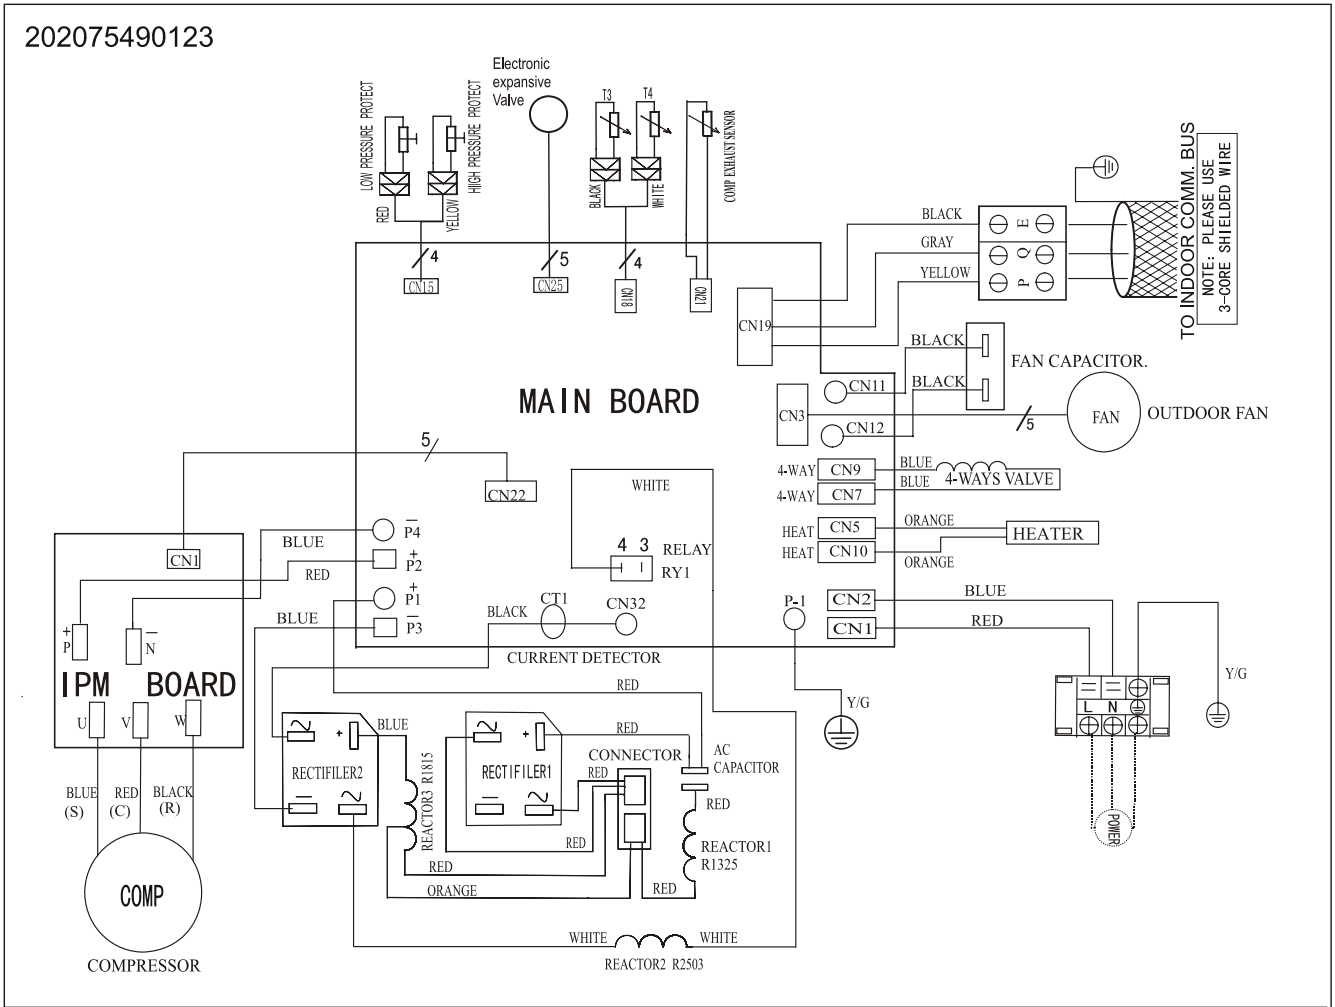 202075490123
Electronic
expansive
Valve
LOW PRESSURE PROTECT
HIIGH PRESSURE PROTECT
T3
T4
COMP EXHAUST SENSOR
RED
YELLOW
BLACK
WHITE
4
5
4
CN15
CN25
CN18
CN21
BLACK
GRAY
YELLOW
E
Q
P
TO INDOOR COMM. BUS
NOTE: PLEASE USE
3-CORE SHIELDED WIRE
CN19
MAIN BOARD
BLACK
BLACK
FAN CAPACITOR.
CN11
CN3
CN12
5
FAN
OUTDOOR FAN
5
CN22
WHITE
4-WAY
CN9
BLUE
4-WAYS VALVE
4-WAY
CN7
BLUE
HEAT
CN5
ORANGE
HEATER
HEAT
CN10
ORANGE
4 3
RELAY
RY1
P4
−
BLUE
CN1
P2
+
RED
P1
+
P3
−
BLUE
BLACK
CT1
CN32
CURRENT DETECTOR
P-1
CN2
BLUE
CN1
RED
Y/G
Y/G
L N
POWER
+
P
−
N
IPM BOARD
U
V
W
BLUE
(S)
RED
(C)
BLACK
(R)
COMP
COMPRESSOR
RED
+
−
RECTIFILER2
BLUE
REACTOR3 R1815
RED
ORANGE
+
−
RECTIFILER1
RED
CONNECTOR
RED
RED
AC
CAPACITOR
RED
REACTOR1
R1325
RED
WHITE
WHITE
REACTOR2 R2503